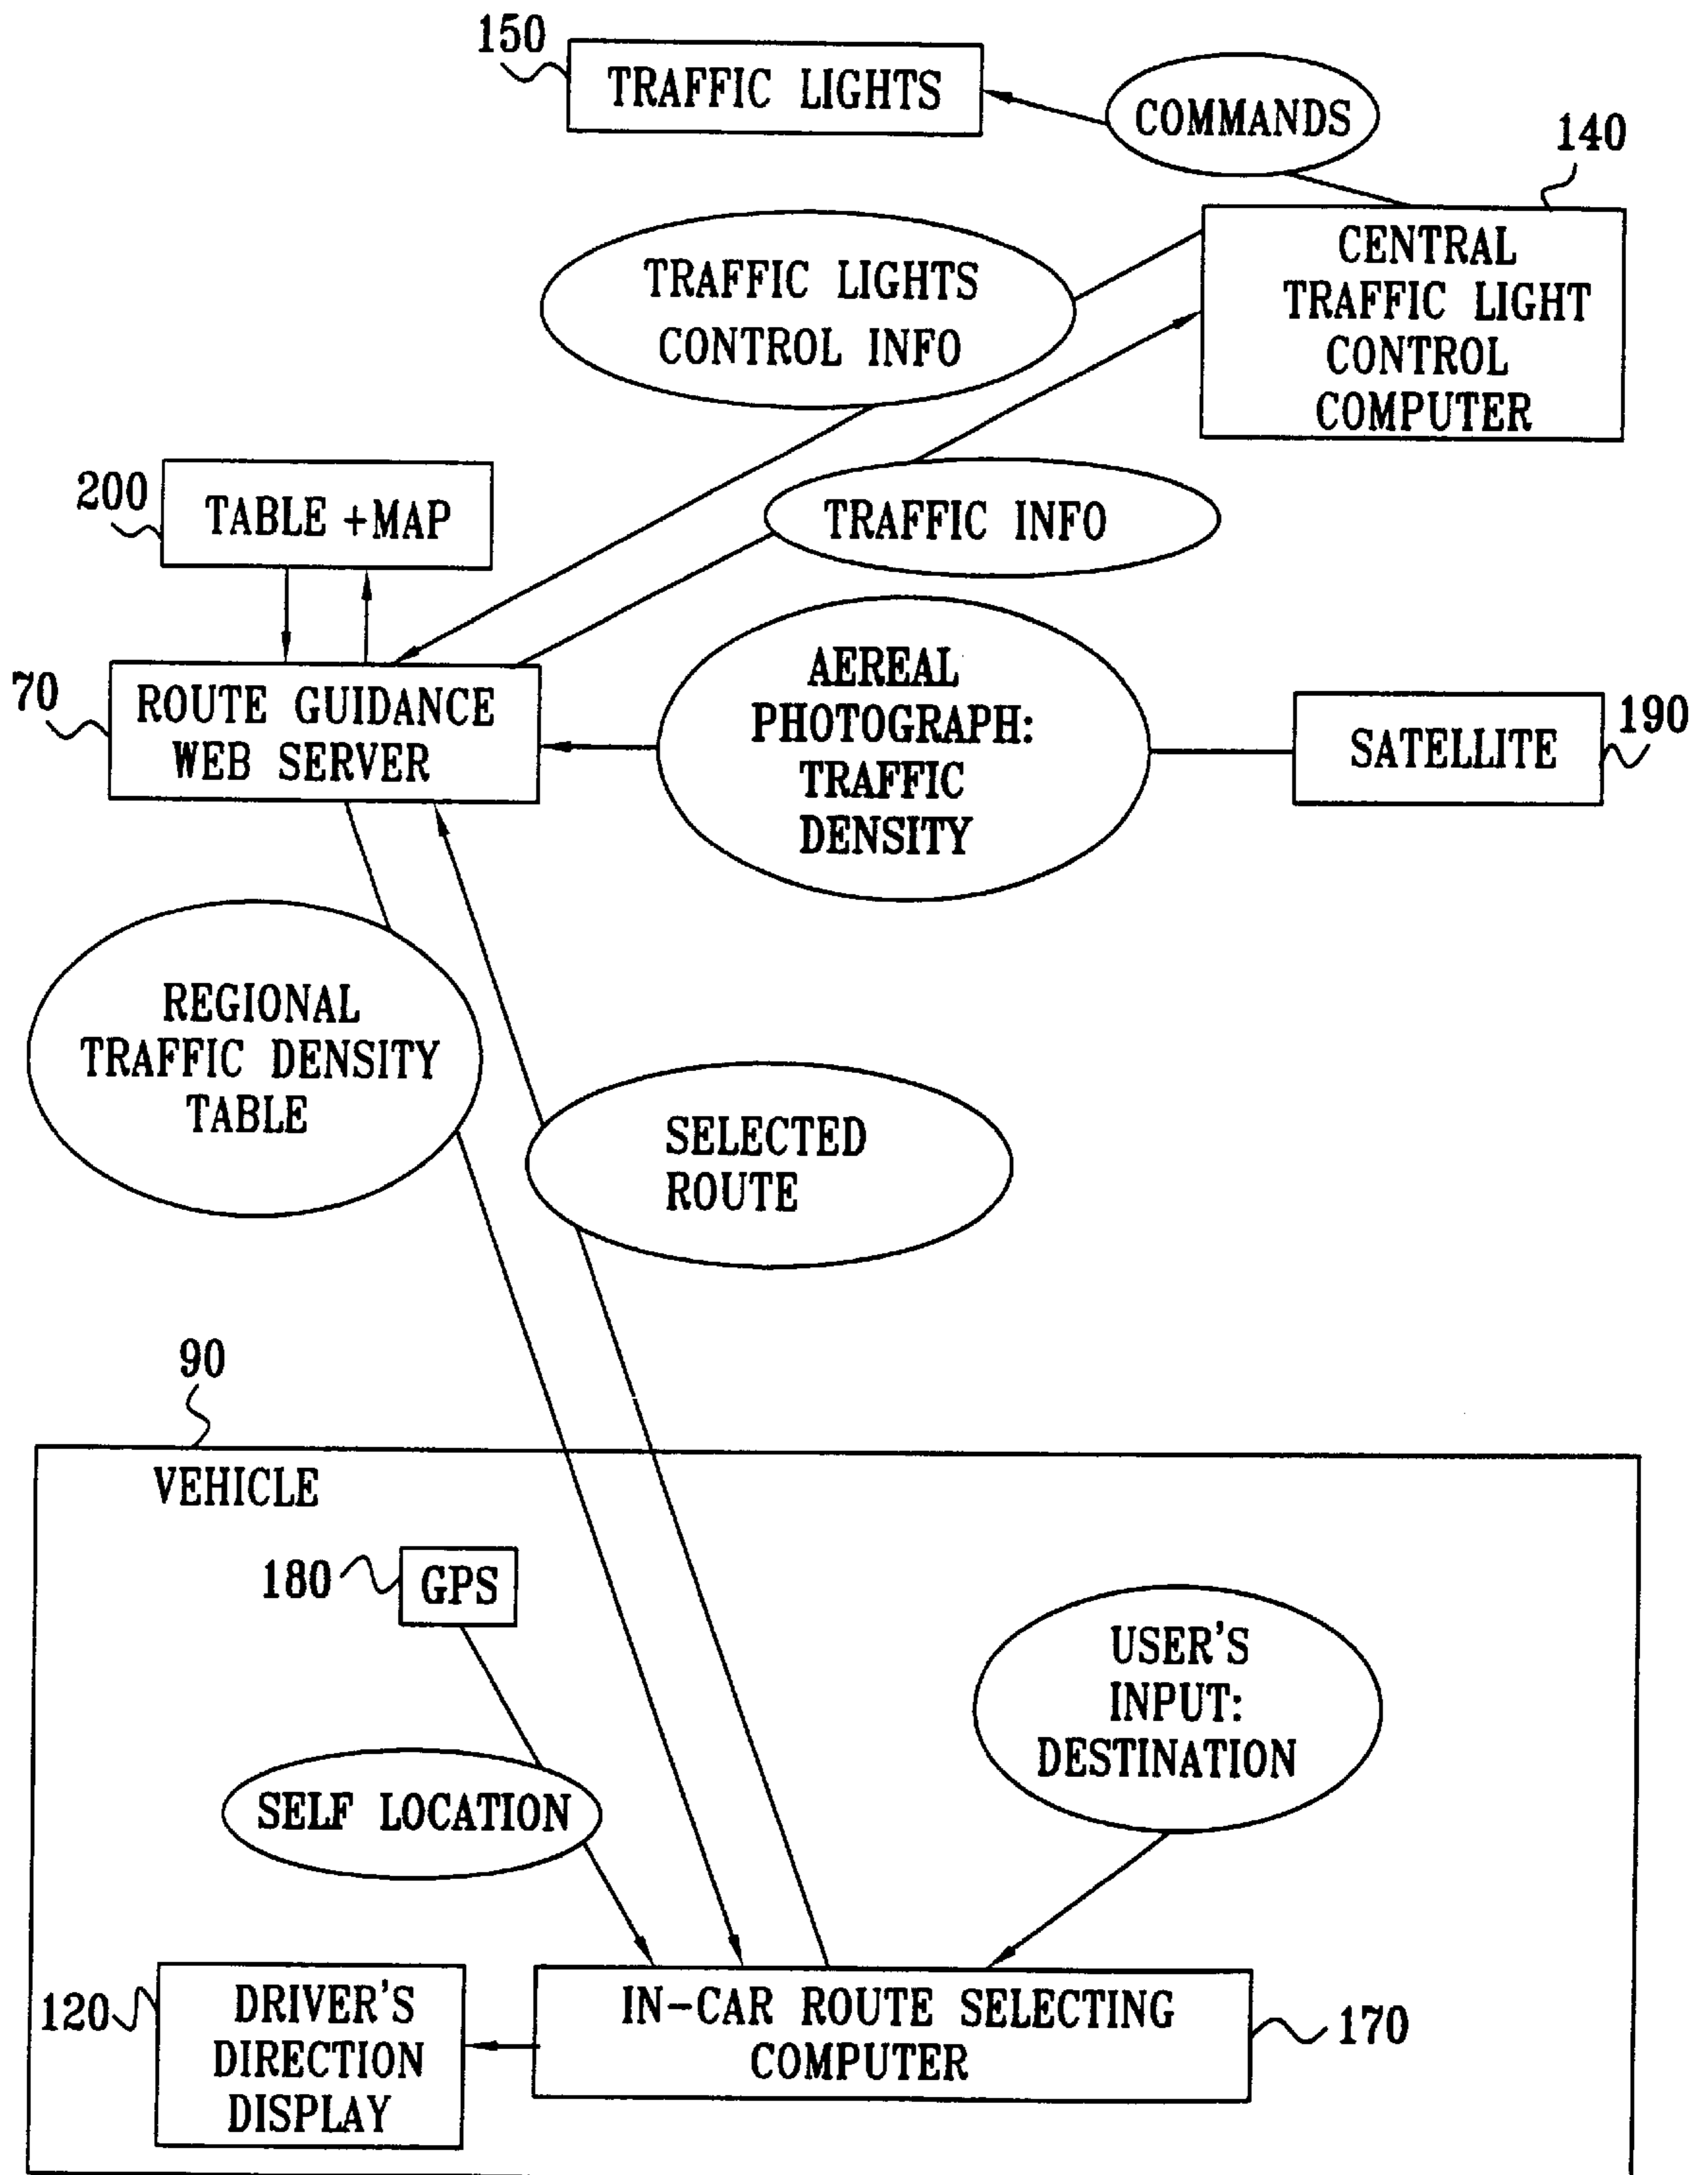 150
TRAFFIC LIGHTS
COMMANDS
140
CENTRAL
TRAFFIC LIGHT
CONTROL
COMPUTER
TRAFFIC LIGHTS
CONTROL INFO
200
TABLE +MAP
TRAFFIC INFO
70
ROUTE GUIDANCE
WEB SERVER
AEREAL
PHOTOGRAPH:
TRAFFIC
DENSITY
SATELLITE
190
REGIONAL
TRAFFIC DENSITY
TABLE
SELECTED
ROUTE
90
VEHICLE
180
GPS
USER'S
INPUT:
DESTINATION
SELF LOCATION
120
DRIVER'S
DIRECTION
DISPLAY
IN-CAR ROUTE SELECTING
COMPUTER
170